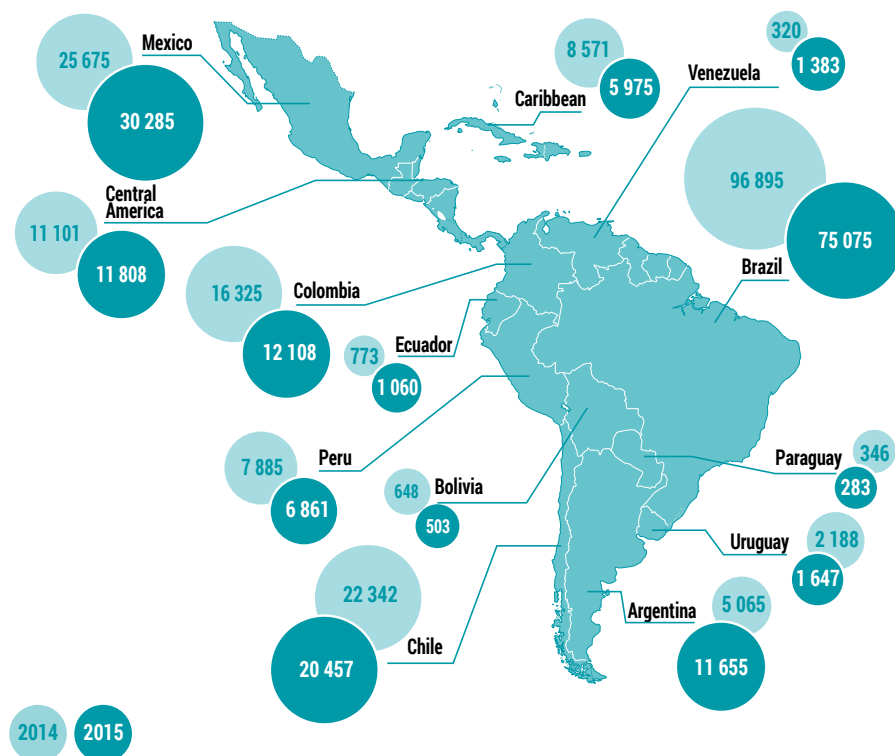 Mexico
25 675
30 285
Caribbean
8 571
5 975
Venezuela
320
1 383
Central
America
11 101
11 808
Brazil
96 895
75 075
Colombia
16 325
12 108
Ecuador
773
1 060
Peru
7 885
6 861
Bolivia
648
503
Paraguay
346
283
Uruguay
2 188
1 647
Chile
22 342
20 457
Argentina
5 065
11 655
2014
2015